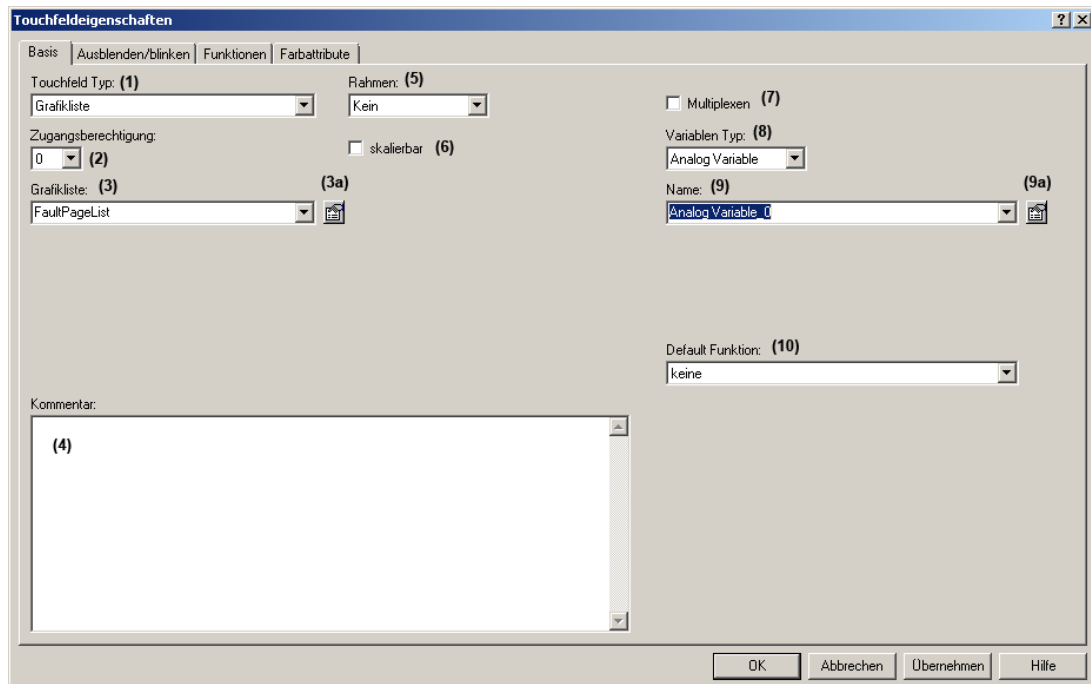 Touchfeldeigenschaften
Basis Ausblenden/blinken Funktionen Farbattribute
Touchfeld Typ: (1) Rahmen: (5)
Grafikliste Kein Multiplexen (7)
Zugangsberechtigung: Variablen Typ: (8)
0 (2) skalierbar (6) Analog Variable
Grafikliste: (3) (3a) Name: (9) (9a)
FaultPageList Analog Variable_0
Default Funktion: (10)
keine
Kommentar:
(4)
OK Abbrechen Übernehmen Hilfe